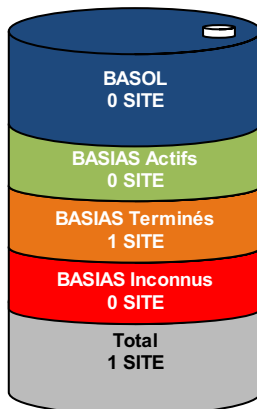 BASOL
0 SITE
BASIAS Actifs
0 SITE
BASIAS Terminés
1 SITE
BASIAS Inconnus
0 SITE
Total
1 SITE